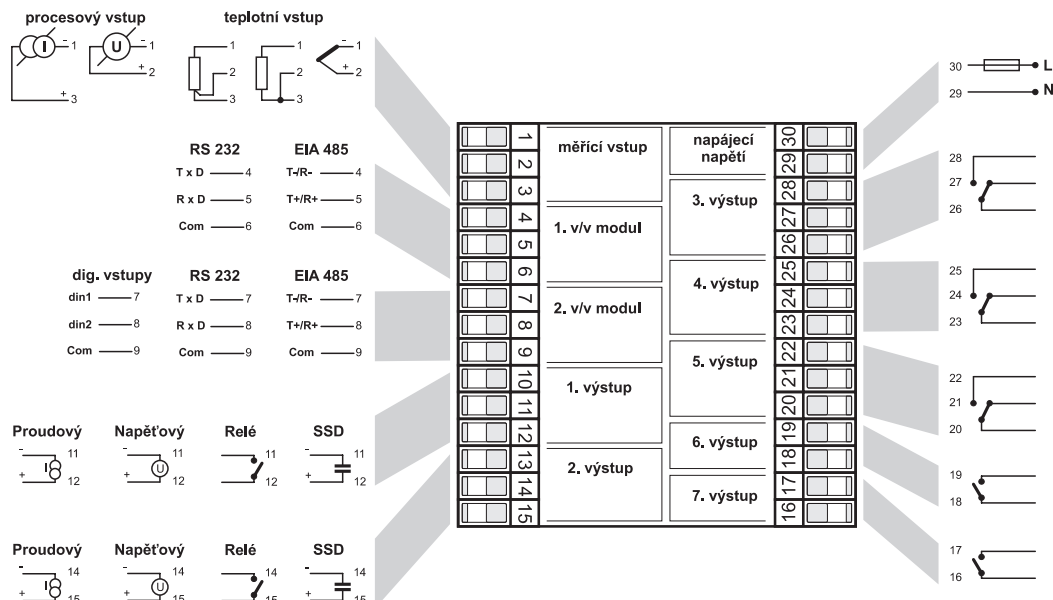 procesový vstup
teplotní vstup
I - 1
+ 3
U - 1
+ 2
1
2
3
1
2
3
- 1
+ 2
RS 232
T x D 4
R x D 5
Com 6
EIA 485
T-/R- 4
T+/R+ 5
Com 6
dig. vstupy
din1 7
din2 8
Com 9
RS 232
T x D 7
R x D 8
Com 9
EIA 485
T-/R- 7
T+/R+ 8
Com 9
Proudový
- 11
I
+ 12
Napěťový
- 11
U
+ 12
Relé
11
12
SSD
- 11
+ 12
Proudový
- 14
I
+ 15
Napěťový
- 14
U
+ 15
Relé
14
15
SSD
- 14
+ 15
1
2
3
4
5
6
7
8
9
10
11
12
13
14
15
měřící vstup
1. v/v modul
2. v/v modul
1. výstup
2. výstup
napájecí
napětí
3. výstup
4. výstup
5. výstup
6. výstup
7. výstup
30
29
28
27
26
25
24
23
22
21
20
19
18
17
16
30 L
29 N
28
27
26
25
24
23
22
21
20
19
18
17
16